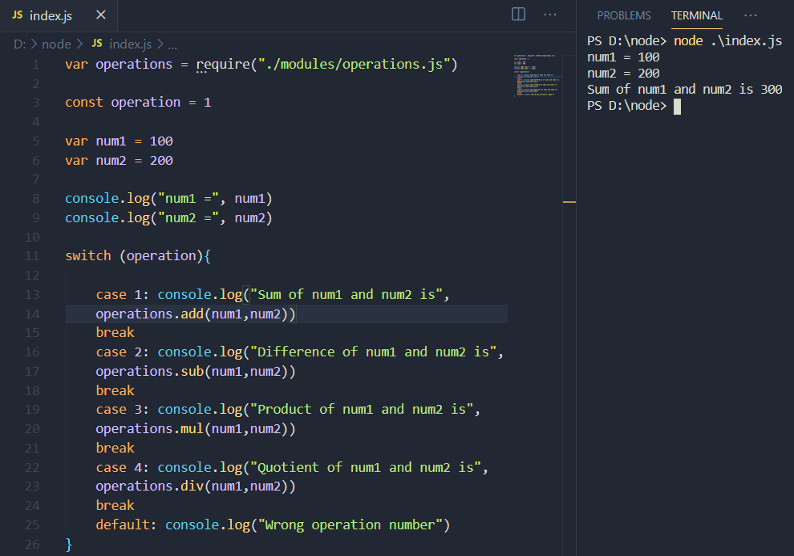 JS index.js ×
D: > node > JS index.js > ...
1 var operations = require("./modules/operations.js")
2
3 const operation = 1
4
5 var num1 = 100
6 var num2 = 200
7
8 console.log("num1 =", num1)
9 console.log("num2 =", num2)
10
11 switch (operation){
12
13 case 1: console.log("Sum of num1 and num2 is",
14 operations.add(num1,num2))
15 break
16 case 2: console.log("Difference of num1 and num2 is",
17 operations.sub(num1,num2))
18 break
19 case 3: console.log("Product of num1 and num2 is",
20 operations.mul(num1,num2))
21 break
22 case 4: console.log("Quotient of num1 and num2 is",
23 operations.div(num1,num2))
24 break
25 default: console.log("Wrong operation number")
26 }
PROBLEMS TERMINAL ...
PS D:\node> node .\index.js
num1 = 100
num2 = 200
Sum of num1 and num2 is 300
PS D:\node>